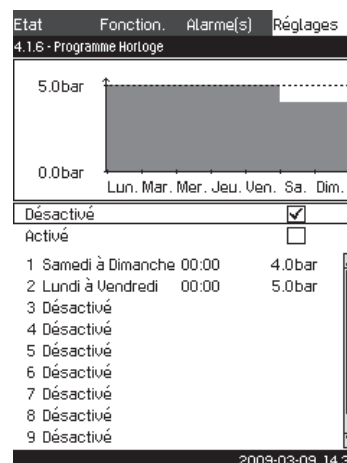 Etat Fonction. Alarme(s) Réglages
4.1.6 - Programme Horloge
5.0bar
0.0bar
Lun. Mar. Mer. Jeu. Ven. Sa. Dim.
Désactivé
Activé
1 Samedi à Dimanche 00:00 4.0bar
2 Lundi à Vendredi 00:00 5.0bar
3 Désactivé
4 Désactivé
5 Désactivé
6 Désactivé
7 Désactivé
8 Désactivé
9 Désactivé
2009-03-09 14:3